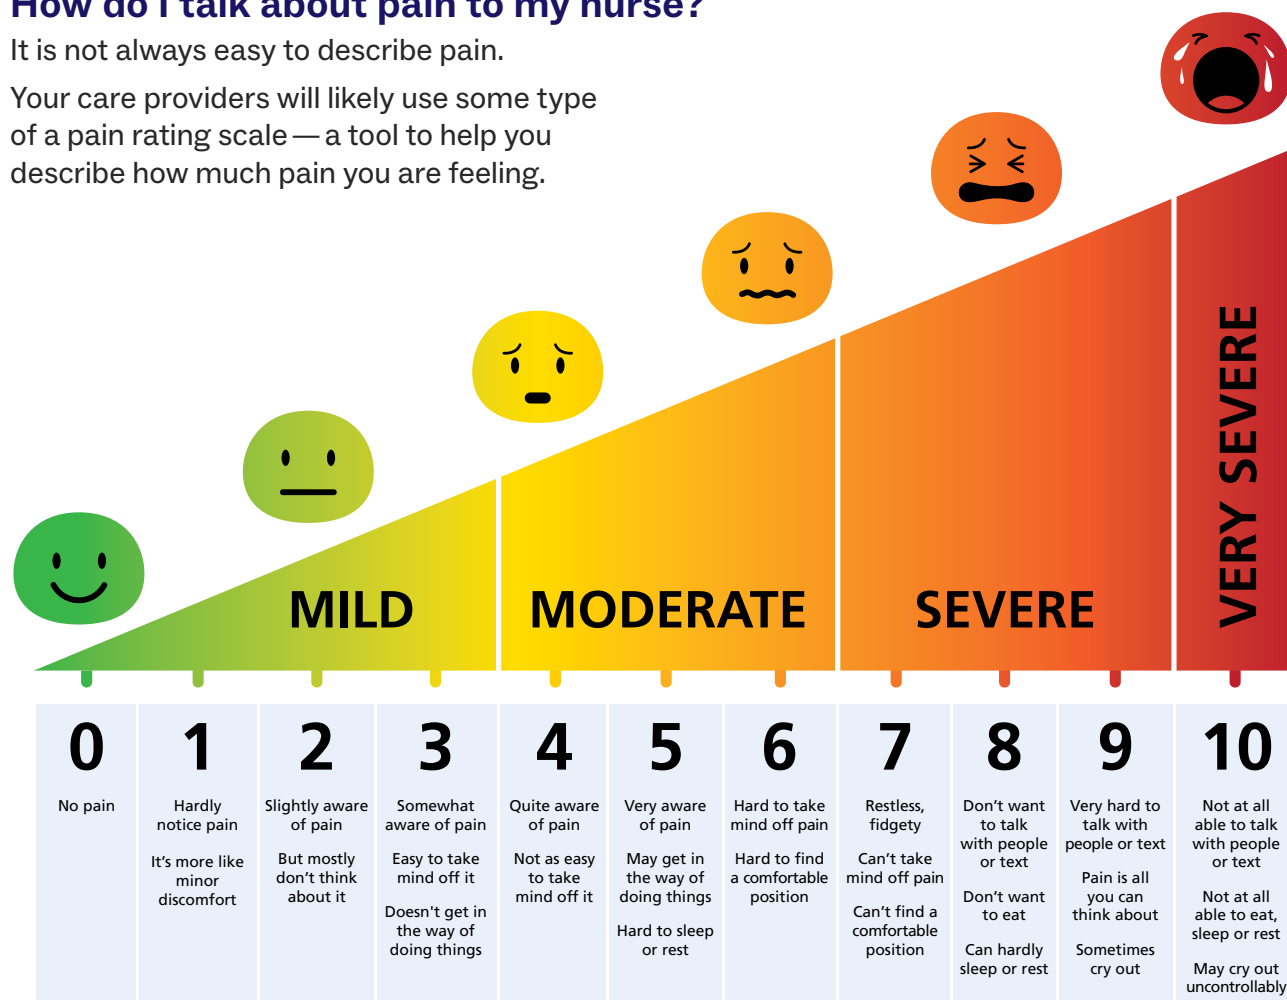 How do I talk about pain to my nurse?
It is not always easy to describe pain.
Your care providers will likely use some type
of a pain rating scale — a tool to help you
describe how much pain you are feeling.
MILD
MODERATE
SEVERE
VERY SEVERE
0
No pain
1
Hardly
notice pain
It’s more like
minor
discomfort
2
Slightly aware
of pain
But mostly
don’t think
about it
3
Somewhat
aware of pain
Easy to take
mind off it
Doesn't get in
the way of
doing things
4
Quite aware
of pain
Not as easy
to take
mind off it
5
Very aware
of pain
May get in
the way of
doing things
Hard to sleep
or rest
6
Hard to take
mind off pain
Hard to find
a comfortable
position
7
Restless,
fidgety
Can’t take
mind off pain
Can’t find a
comfortable
position
8
Don’t want
to talk
with people
or text
Don’t want
to eat
Can hardly
sleep or rest
9
Very hard to
talk with
people or text
Pain is all
you can
think about
Sometimes
cry out
10
Not at all
able to talk
with people
or text
Not at all
able to eat,
sleep or rest
May cry out
uncontrollably